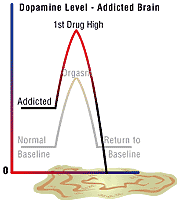 Dopamine Level - Addicted Brain
1st Drug High
Orgasm
Addicted
Normal
Baseline
Return to
Baseline
0